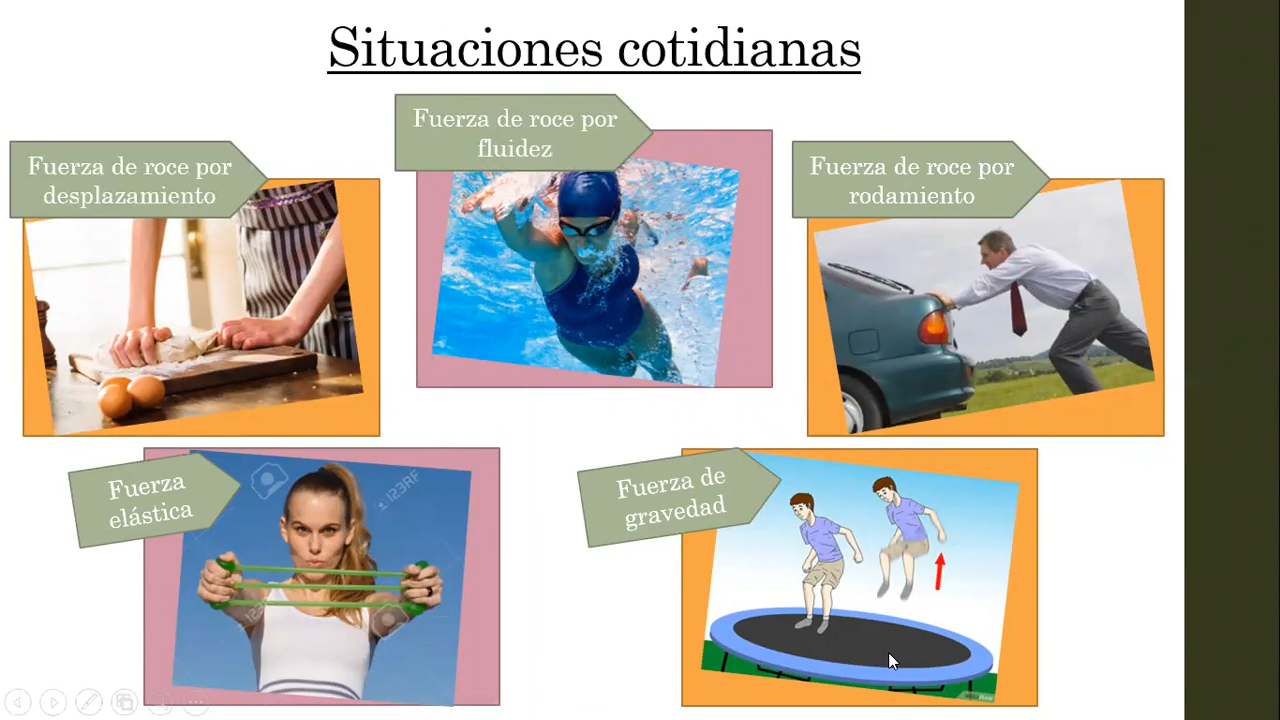 Situaciones cotidianas
Fuerza de roce por
desplazamiento
Fuerza de roce por
fluidez
Fuerza de roce por
rodamiento
Fuerza
elástica
123RF
Fuerza de
gravedad